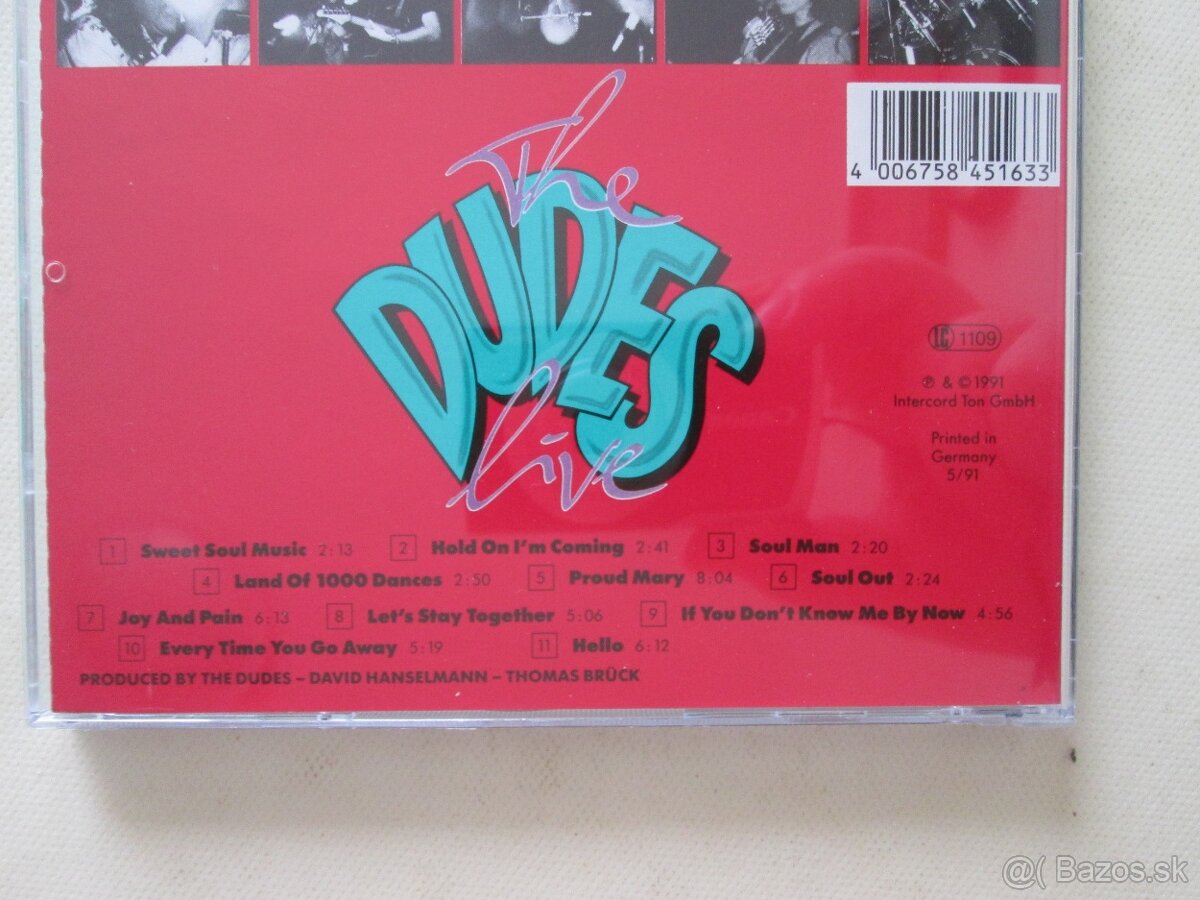 4 006758 451633
The
DUDES
live
LC 1109
℗ & © 1991
Intercord Ton GmbH
Printed in
Germany
5/91
1 Sweet Soul Music 2:13 2 Hold On I'm Coming 2:41 3 Soul Man 2:20
4 Land Of 1000 Dances 2:50 5 Proud Mary 8:04 6 Soul Out 2:24
7 Joy And Pain 6:13 8 Let's Stay Together 5:06 9 If You Don't Know Me By Now 4:56
10 Every Time You Go Away 5:19 11 Hello 6:12
PRODUCED BY THE DUDES – DAVID HANSELMANN – THOMAS BRÜCK
@( Bazos.sk